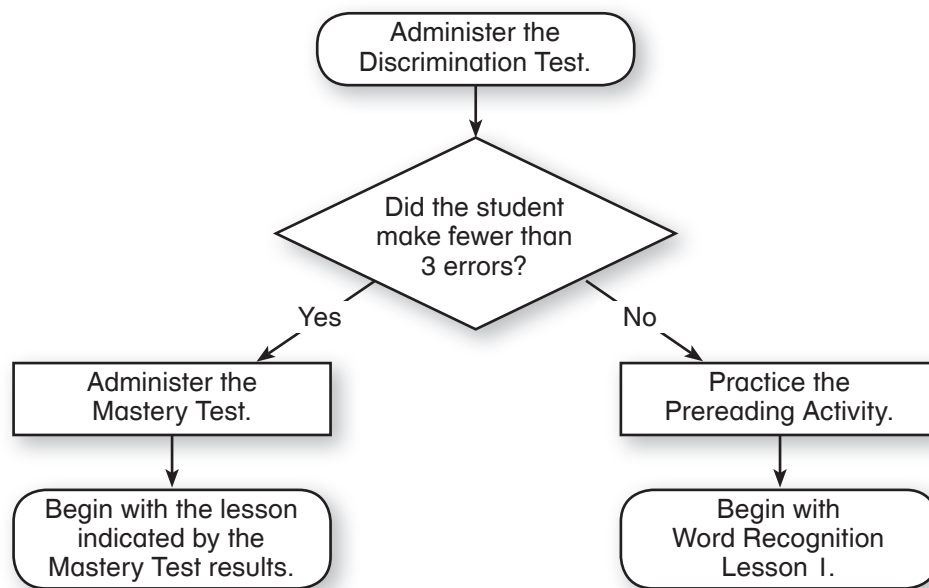 Administer the
Discrimination Test.
Did the student
make fewer than
3 errors?
Yes
No
Administer the
Mastery Test.
Practice the
Prereading Activity.
Begin with the lesson
indicated by the
Mastery Test results.
Begin with
Word Recognition
Lesson 1.